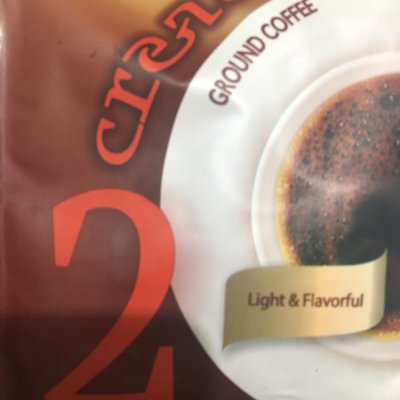 GROUND COFFEE
2
Light & Flavorful